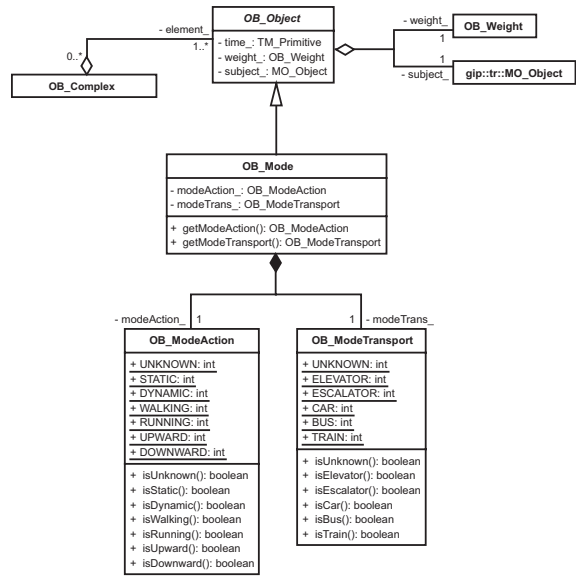 OB_Object
- time_: TM_Primitive
- weight_: OB_Weight
- subject_: MO_Object
- element_
1..*
0..*
OB_Complex
- weight_
1
OB_Weight
1
- subject_
gip::tr::MO_Object
OB_Mode
- modeAction_: OB_ModeAction
- modeTrans_: OB_ModeTransport
+ getModeAction(): OB_ModeAction
+ getModeTransport(): OB_ModeTransport
- modeAction_ 1
1 - modeTrans_
OB_ModeAction
+ UNKNOWN: int
+ STATIC: int
+ DYNAMIC: int
+ WALKING: int
+ RUNNING: int
+ UPWARD: int
+ DOWNWARD: int
+ isUnknown(): boolean
+ isStatic(): boolean
+ isDynamic(): boolean
+ isWalking(): boolean
+ isRunning(): boolean
+ isUpward(): boolean
+ isDownward(): boolean
OB_ModeTransport
+ UNKNOWN: int
+ ELEVATOR: int
+ ESCALATOR: int
+ CAR: int
+ BUS: int
+ TRAIN: int
+ isUnknown(): boolean
+ isElevator(): boolean
+ isEscalator(): boolean
+ isCar(): boolean
+ isBus(): boolean
+ isTrain(): boolean